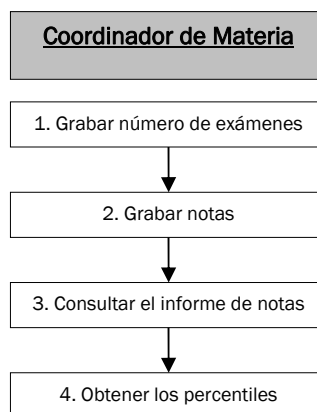 Coordinador de Materia
1. Grabar número de exámenes
2. Grabar notas
3. Consultar el informe de notas
4. Obtener los percentiles